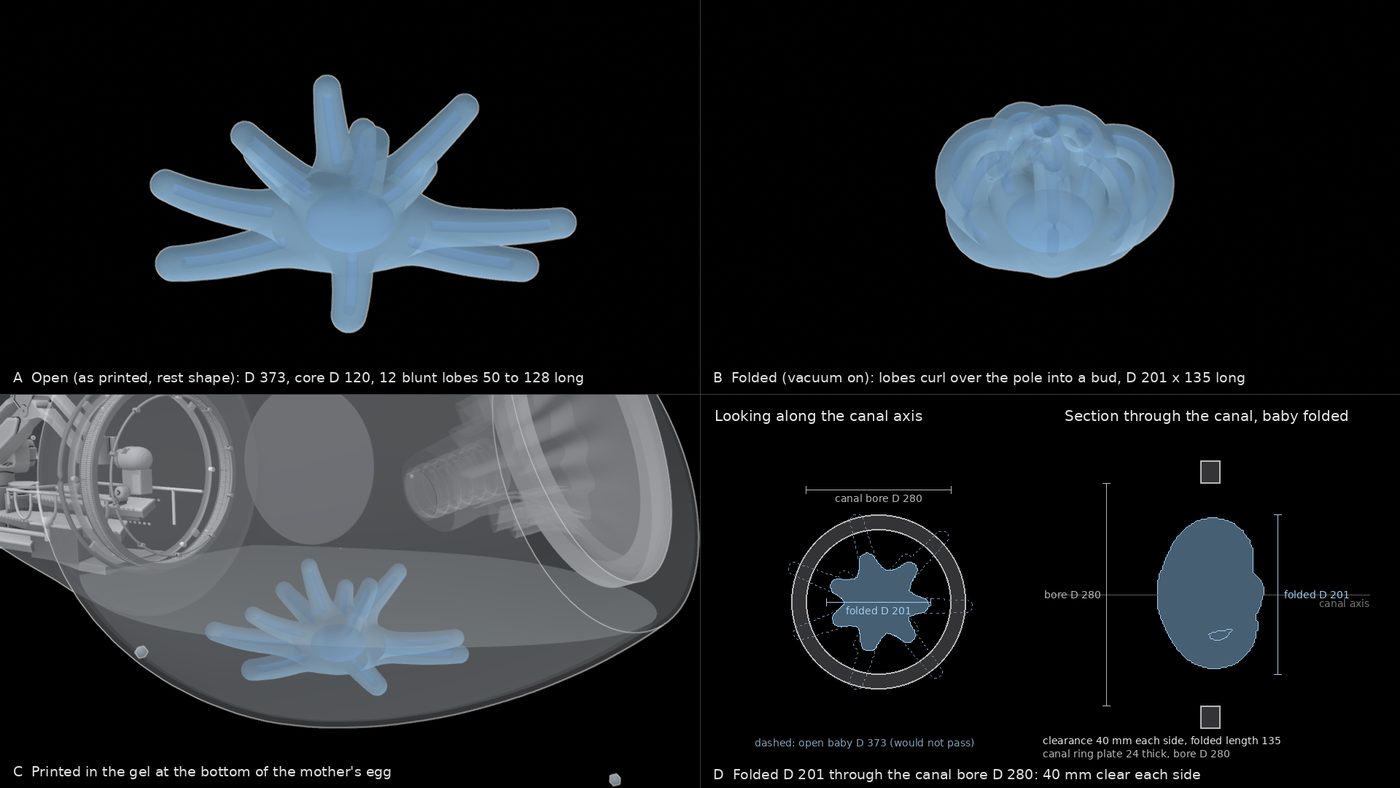 A Open (as printed, rest shape): D 373, core D 120, 12 blunt lobes 50 to 128 long
B Folded (vacuum on): lobes curl over the pole into a bud, D 201 x 135 long
C Printed in the gel at the bottom of the mother's egg
Looking along the canal axis
canal bore D 280
folded D 201
dashed: open baby D 373 (would not pass)
Section through the canal, baby folded
bore D 280
folded D 201
canal axis
clearance 40 mm each side, folded length 135
canal ring plate 24 thick, bore D 280
D Folded D 201 through the canal bore D 280: 40 mm clear each side